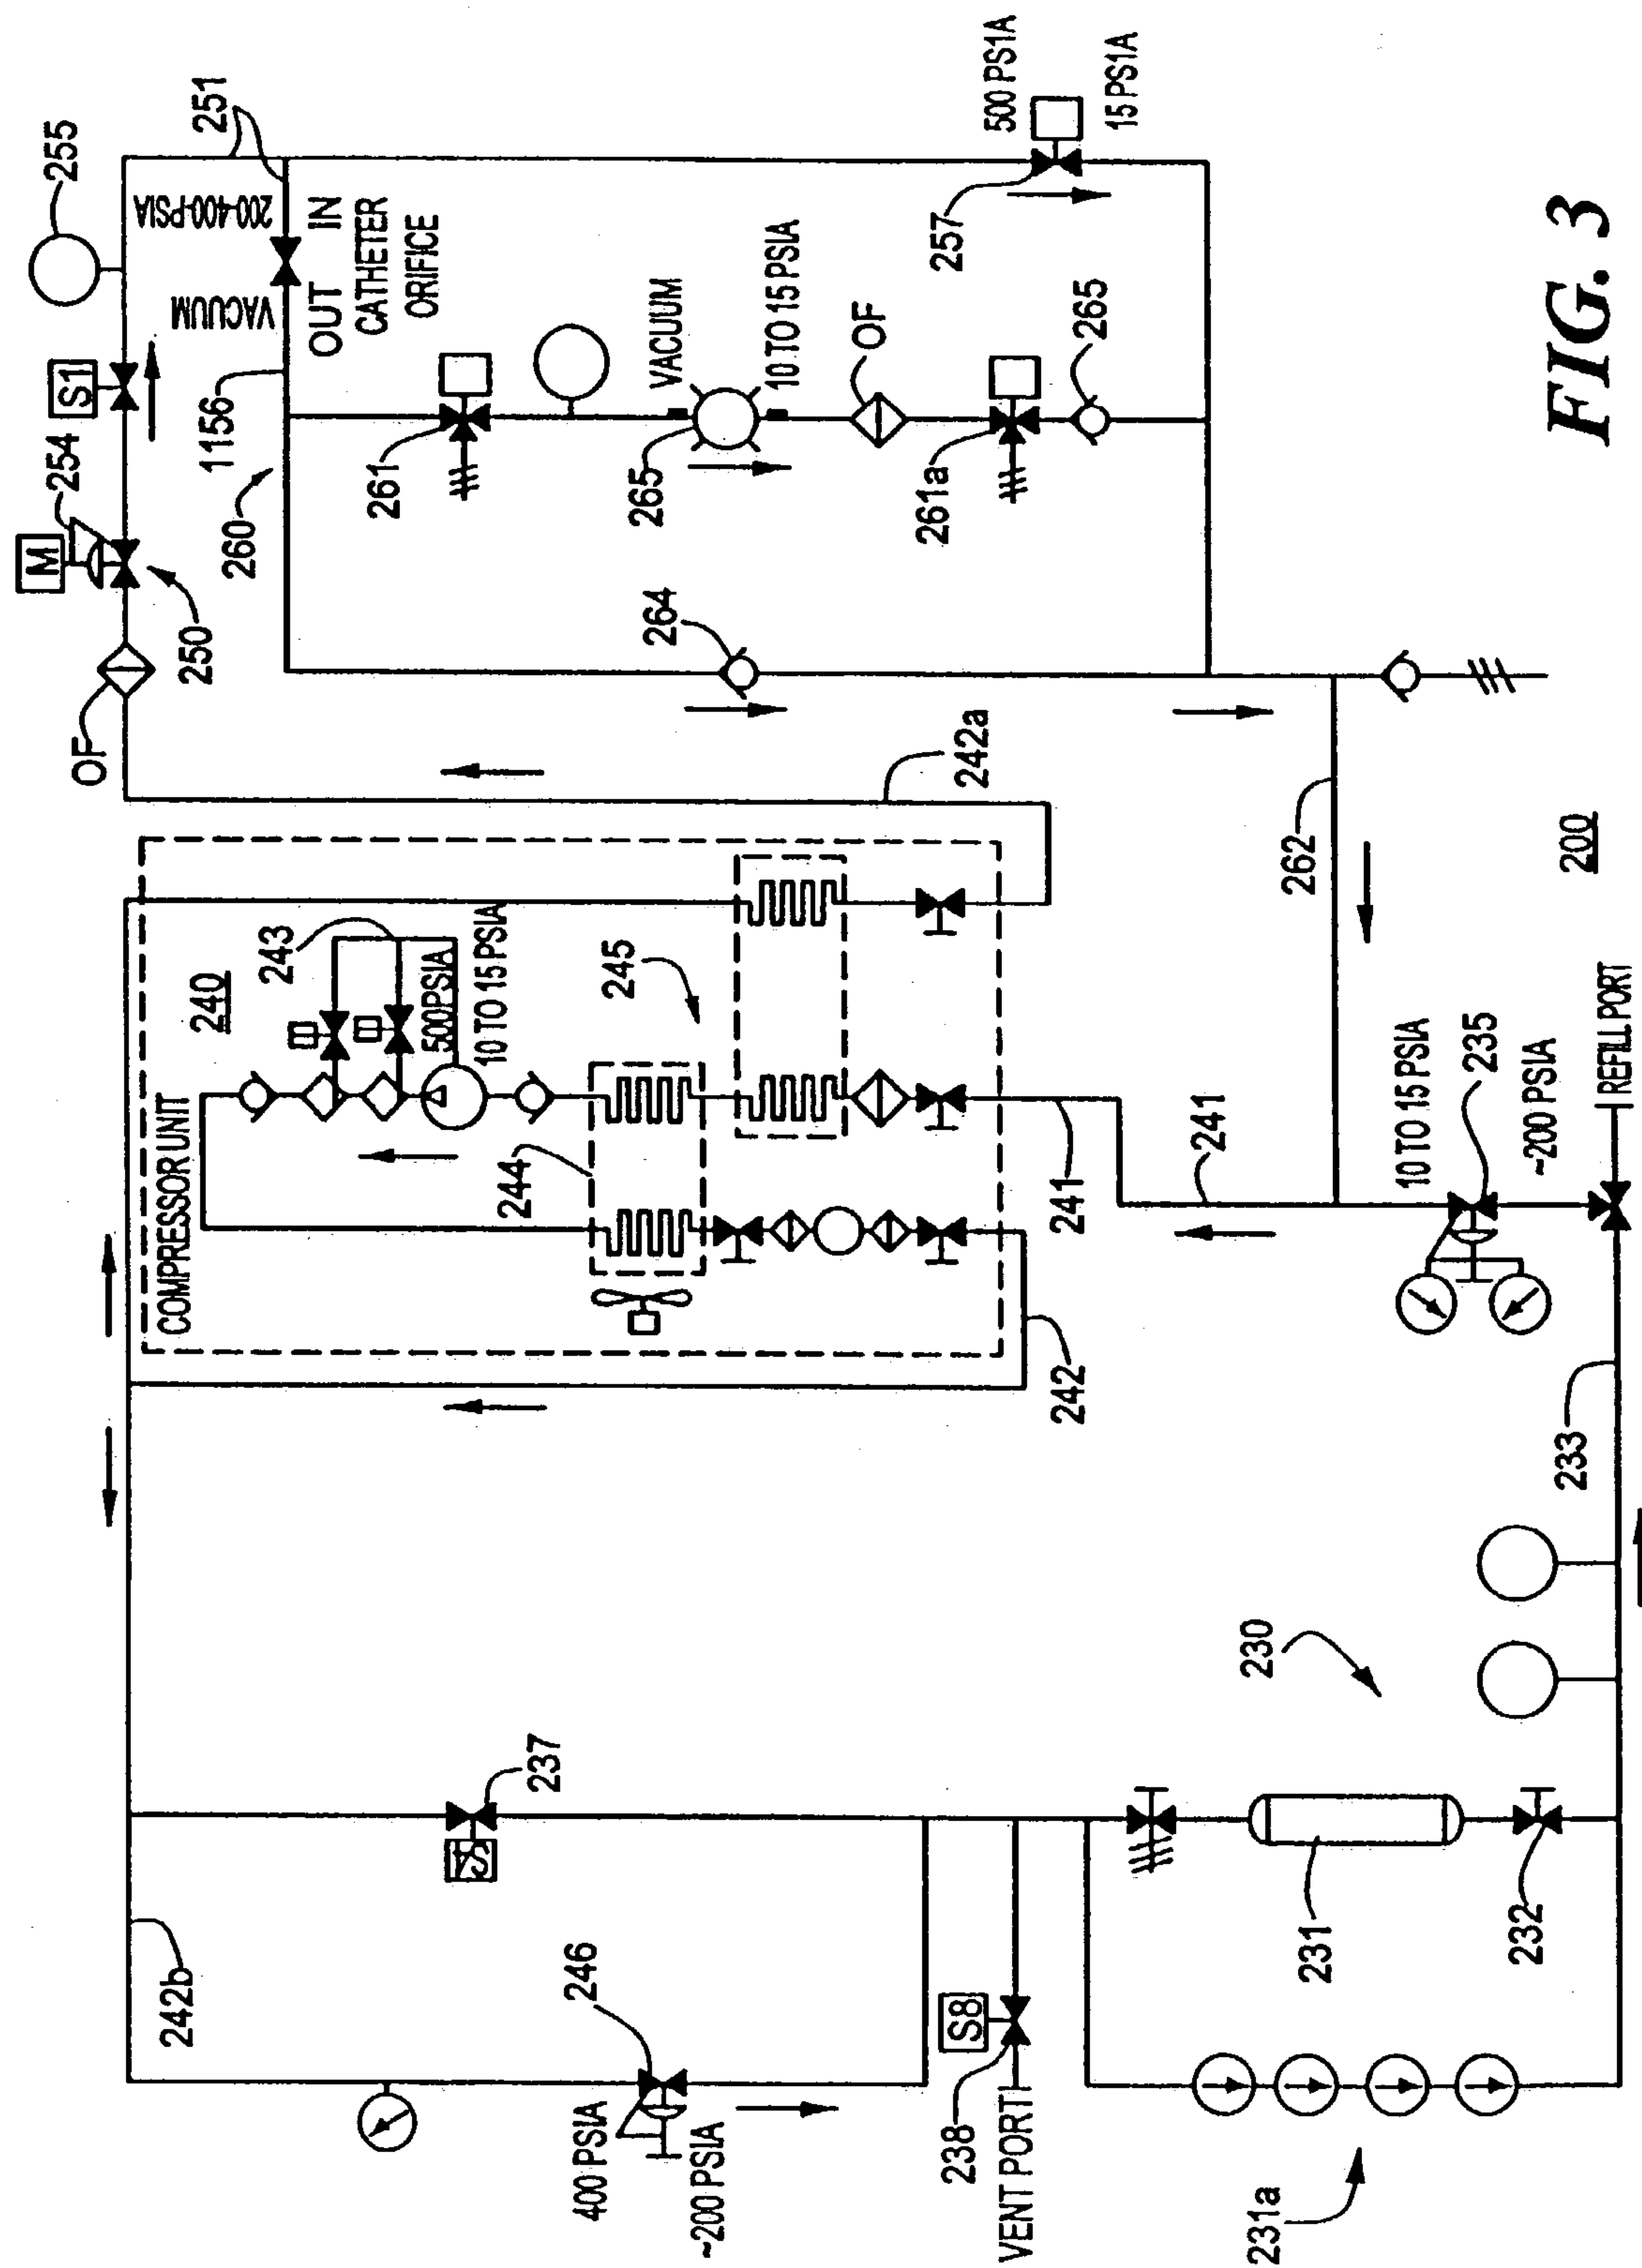 OF
M
254
S1
255
250
260
1156
VACUUM
200-400-PSIA
251
OUT IN
CATHETER
ORIFICE
261
VACUUM
265
10 TO 15 PSIA
OF
261a
265
257
500 PS1A
15 PS1A
264
242a
262
COMPRESSOR UNIT
240
243
500PSIA
10 TO 15 PSIA
244
245
241
241
242
10 TO 15 PSIA
235
~200 PSIA
REFILL PORT
233
230
237
242b
246
400 PSIA
~200 PSIA
S8
238
VENT PORT
231
232
231a
200
FIG. 3